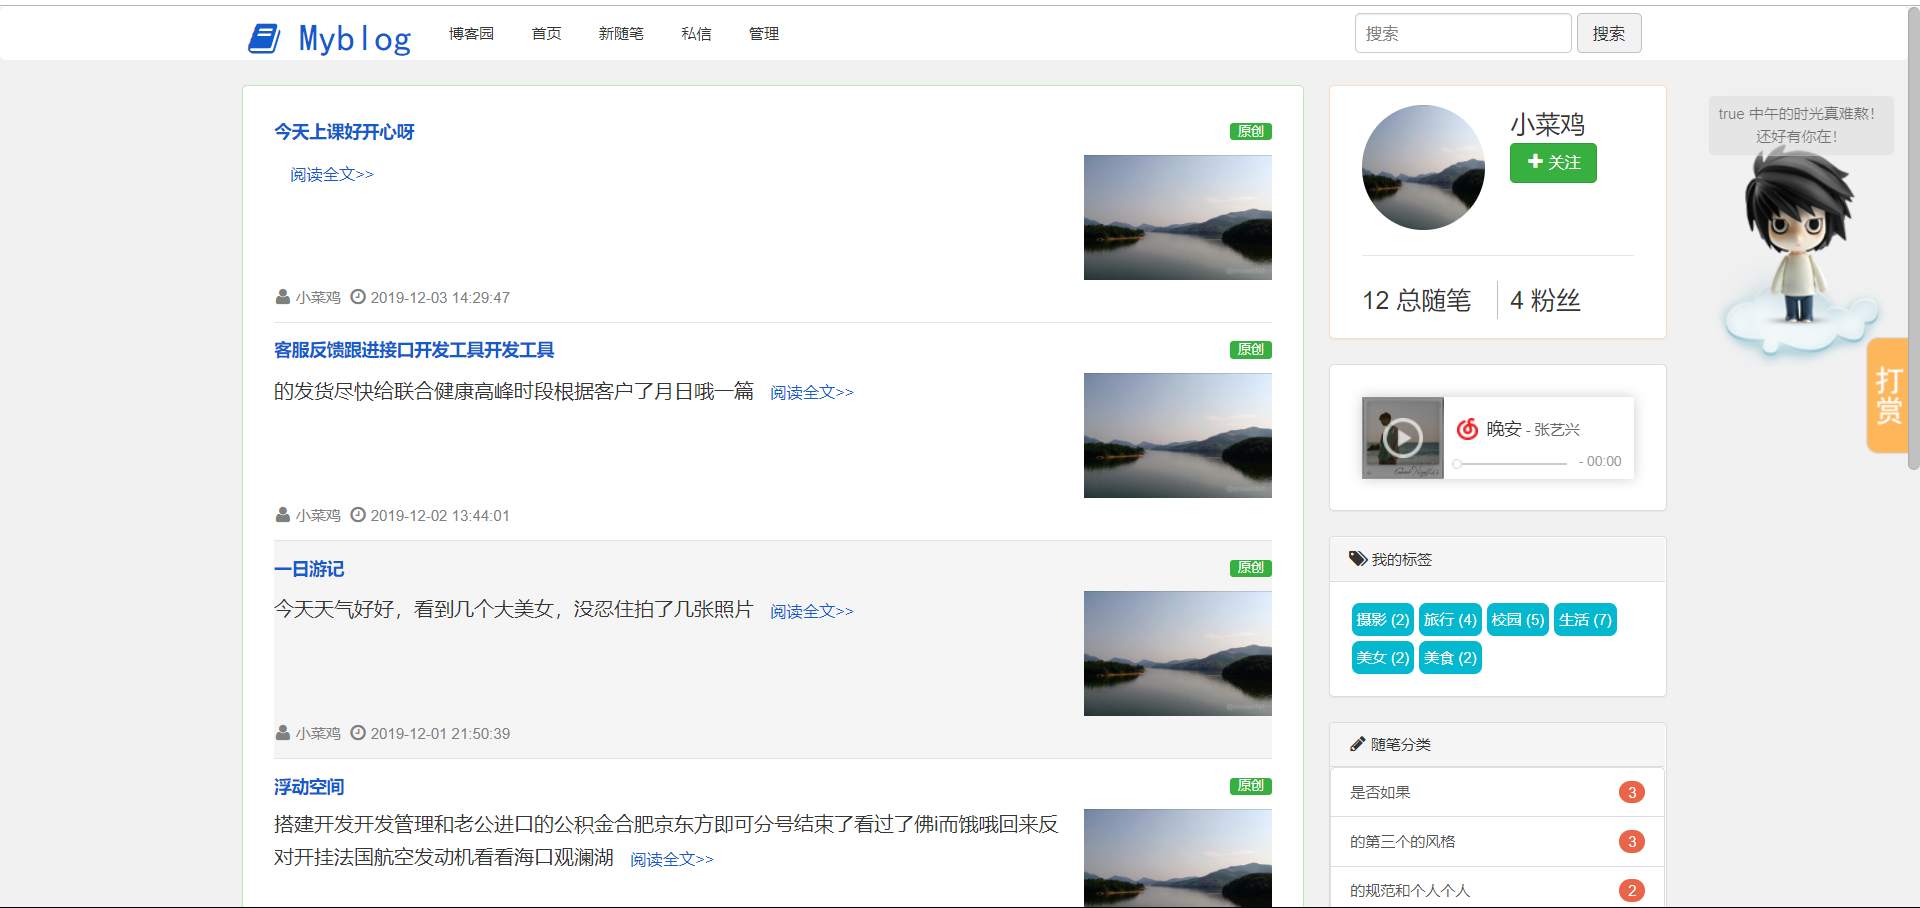 Myblog 博客园 首页 新随笔 私信 管理 搜索 搜索
今天上课好开心呀 原创
阅读全文>>
小菜鸡 2019-12-03 14:29:47
客服反馈跟进接口开发工具开发工具 原创
的发货尽快给联合健康高峰时段根据客户了月日哦一篇 阅读全文>>
小菜鸡 2019-12-02 13:44:01
一日游记 原创
今天天气好好，看到几个大美女，没忍住拍了几张照片 阅读全文>>
小菜鸡 2019-12-01 21:50:39
浮动空间 原创
搭建开发开发管理和老公进口的公积金合肥京东方即可分号结束了看过了佛i而饿哦回来反
对开挂法国航空发动机看看海口观澜湖 阅读全文>>
小菜鸡
+ 关注
12 总随笔 4 粉丝
晚安 - 张艺兴
- 00:00
我的标签
摄影 (2) 旅行 (4) 校园 (5) 生活 (7)
美女 (2) 美食 (2)
随笔分类
是否如果 3
的第三个的风格 3
的规范和个人个人 2
true 中午的时光真难熬！
还好有你在！
打
赏